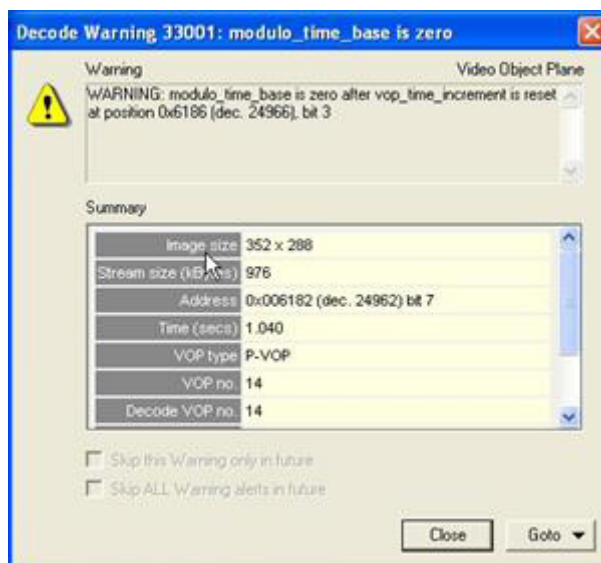 Decode Warning 33001: modulo_time_base is zero
Warning Video Object Plane
WARNING: modulo_time_base is zero after vop_time_increment is reset
at position 0x6186 (dec. 24966), bit 3
Summary
Image size 352 x 288
Stream size (kBytes) 976
Address 0x006182 (dec. 24962) bit 7
Time (secs) 1.040
VOP type P-VOP
VOP no. 14
Decode VOP no. 14
Skip this Warning only in future
Skip ALL Warning alerts in future
Close Goto